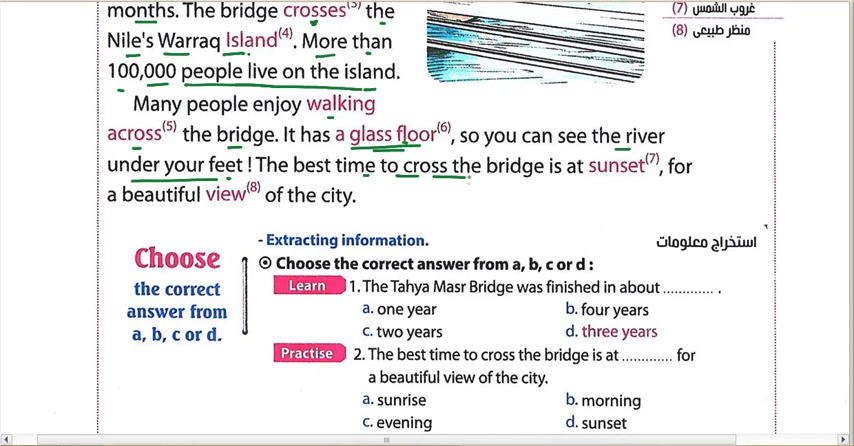 months. The bridge crosses(3) the
Nile's Warraq Island(4). More than
100,000 people live on the island.
Many people enjoy walking
across(5) the bridge. It has a glass floor(6), so you can see the river
under your feet ! The best time to cross the bridge is at sunset(7), for
a beautiful view(8) of the city.
(7) غروب الشمس
(8) منظر طبيعى
Choose
the correct
answer from
a, b, c or d.
- Extracting information.
استخراج معلومات
Choose the correct answer from a, b, c or d :
Learn 1. The Tahya Masr Bridge was finished in about ............. .
a. one year b. four years
c. two years d. three years
Practise 2. The best time to cross the bridge is at ............. for
a beautiful view of the city.
a. sunrise b. morning
c. evening d. sunset